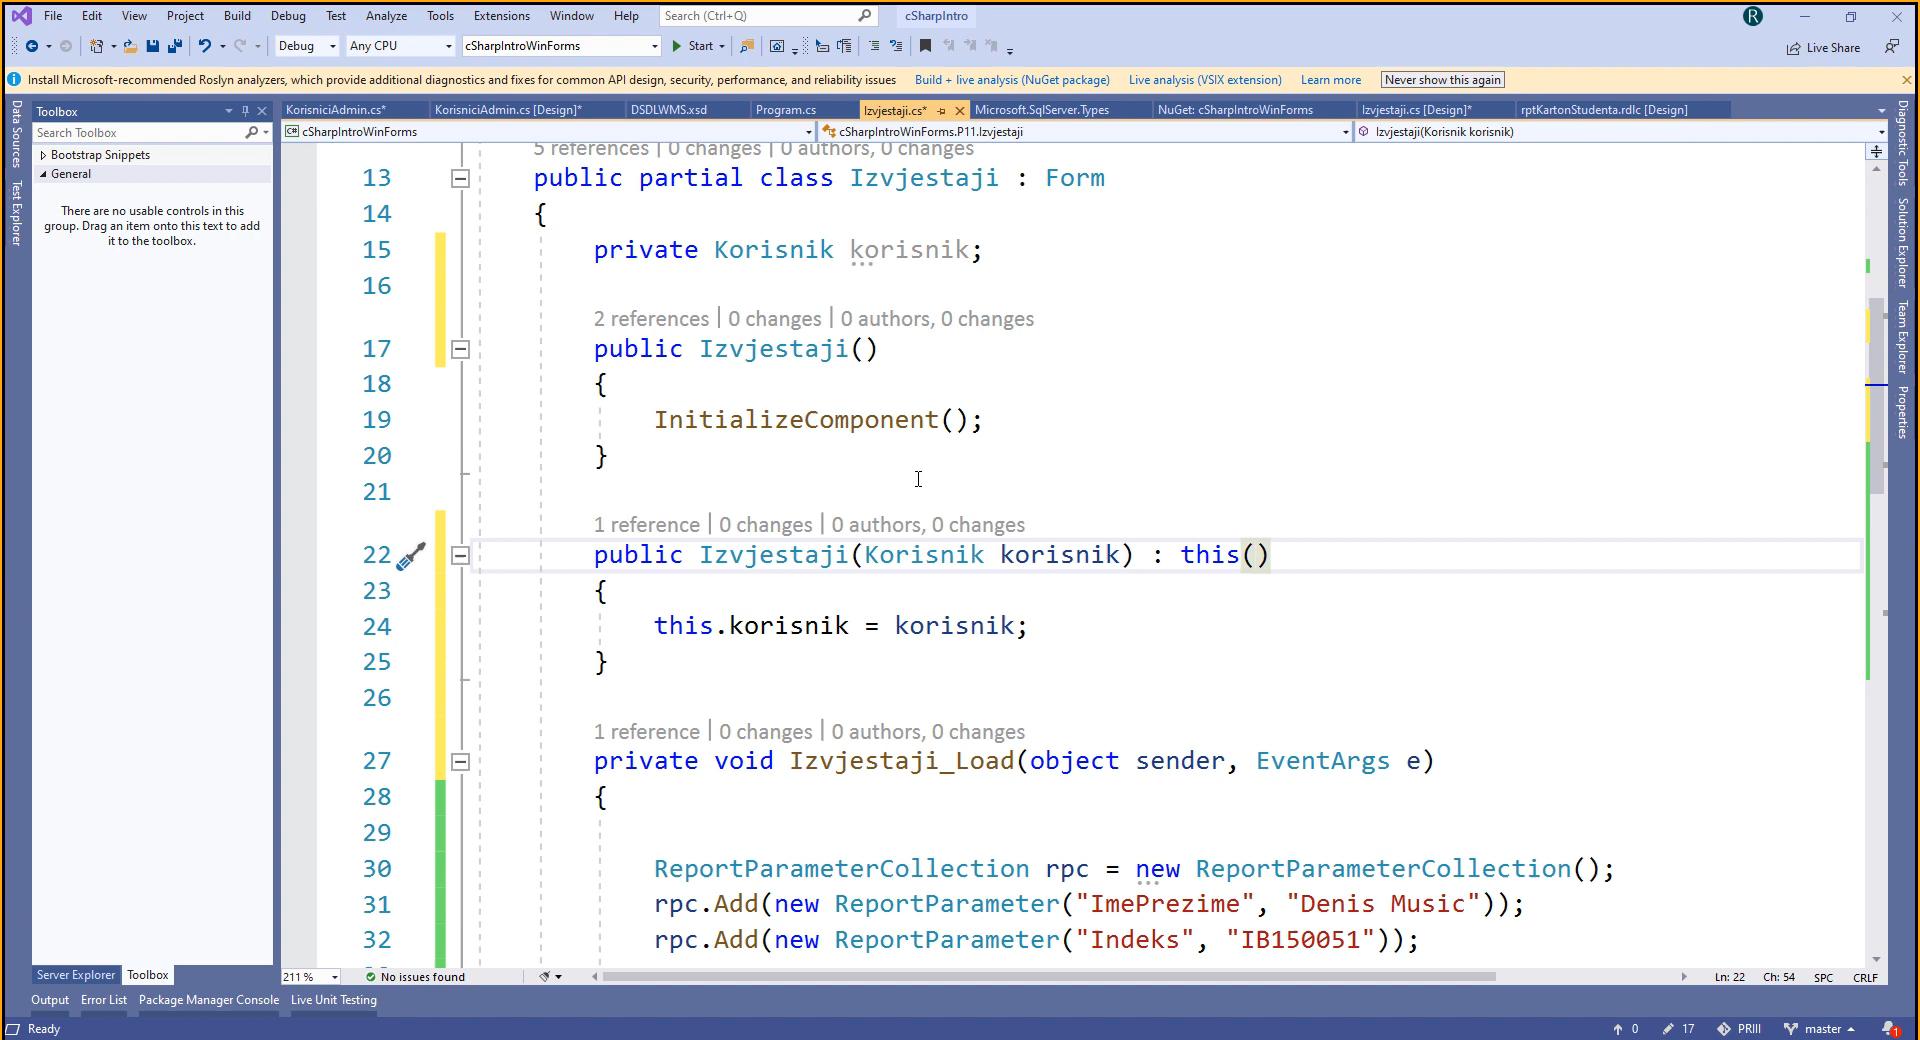 File Edit View Project Build Debug Test Analyze Tools Extensions Window Help Search (Ctrl+Q) cSharpIntro R
Debug Any CPU cSharpIntroWinForms Start Live Share
Install Microsoft-recommended Roslyn analyzers, which provide additional diagnostics and fixes for common API design, security, performance, and reliability issues Build + live analysis (NuGet package) Live analysis (VSIX extension) Learn more Never show this again
Data Sources
Test Explorer
Toolbox
Search Toolbox
Bootstrap Snippets
General
There are no usable controls in this
group. Drag an item onto this text to add
it to the toolbox.
Server Explorer Toolbox
KorisniciAdmin.cs* KorisniciAdmin.cs [Design]* DSDLWMS.xsd Program.cs Izvjestaji.cs* Microsoft.SqlServer.Types NuGet: cSharpIntroWinForms Izvjestaji.cs [Design]* rptKartonStudenta.rdlc [Design]
cSharpIntroWinForms cSharpIntroWinForms.P11.Izvjestaji Izvjestaji(Korisnik korisnik)
5 references | 0 changes | 0 authors, 0 changes
13 public partial class Izvjestaji : Form
14 {
15 private Korisnik korisnik;
16
2 references | 0 changes | 0 authors, 0 changes
17 public Izvjestaji()
18 {
19 InitializeComponent();
20 }
21
1 reference | 0 changes | 0 authors, 0 changes
22 public Izvjestaji(Korisnik korisnik) : this()
23 {
24 this.korisnik = korisnik;
25 }
26
1 reference | 0 changes | 0 authors, 0 changes
27 private void Izvjestaji_Load(object sender, EventArgs e)
28 {
29
30 ReportParameterCollection rpc = new ReportParameterCollection();
31 rpc.Add(new ReportParameter("ImePrezime", "Denis Music"));
32 rpc.Add(new ReportParameter("Indeks", "IB150051"));
211 % No issues found Ln: 22 Ch: 54 SPC CRLF
Diagnostic Tools
Solution Explorer
Team Explorer
Properties
Output Error List Package Manager Console Live Unit Testing
Ready 0 17 PRIII master 1